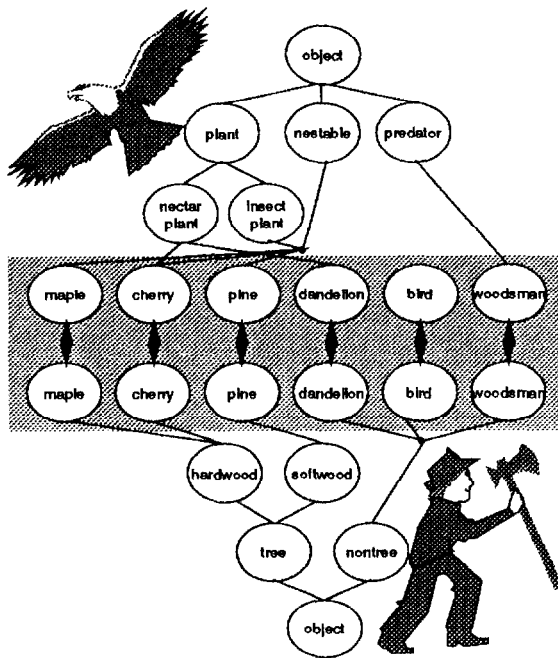 object
plant nestable predator
nectar plant insect plant
maple cherry pine dandelion bird woodsman
maple cherry pine dandelion bird woodsman
hardwood softwood
tree nontree
object